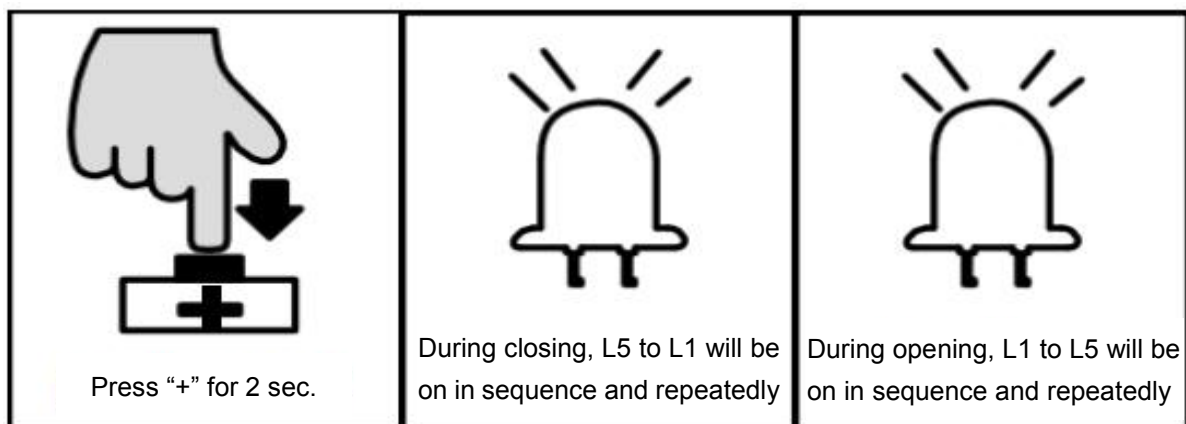 Press “+” for 2 sec.
During closing, L5 to L1 will be
on in sequence and repeatedly
During opening, L1 to L5 will be
on in sequence and repeatedly